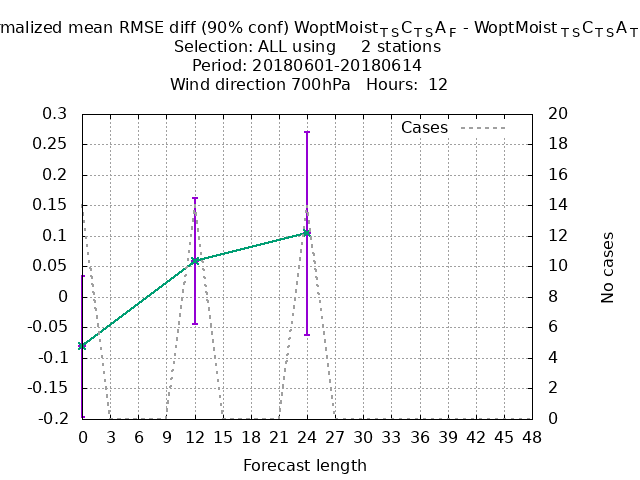 rmalized mean RMSE diff (90% conf) WoptMoist_TS C_TS A_F - WoptMoist_TS C_TS A_T
Selection: ALL using 2 stations
Period: 20180601-20180614
Wind direction 700hPa Hours: 12
Cases
0.3
0.25
0.2
0.15
0.1
0.05
0
-0.05
-0.1
-0.15
-0.2
20
18
16
14
12
10
8
6
4
2
0
No cases
0 3 6 9 12 15 18 21 24 27 30 33 36 39 42 45 48
Forecast length